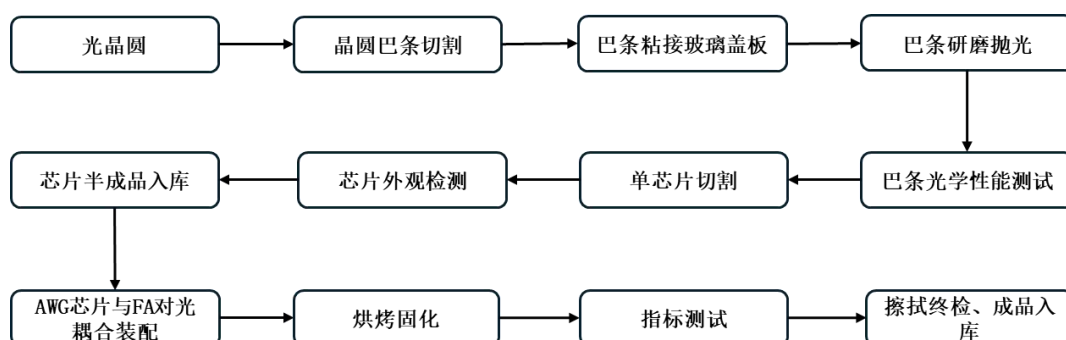 光晶圆
晶圆巴条切割
巴条粘接玻璃盖板
巴条研磨抛光
巴条光学性能测试
单芯片切割
芯片外观检测
芯片半成品入库
AWG芯片与FA对光
耦合装配
烘烤固化
指标测试
擦拭终检、成品入
库